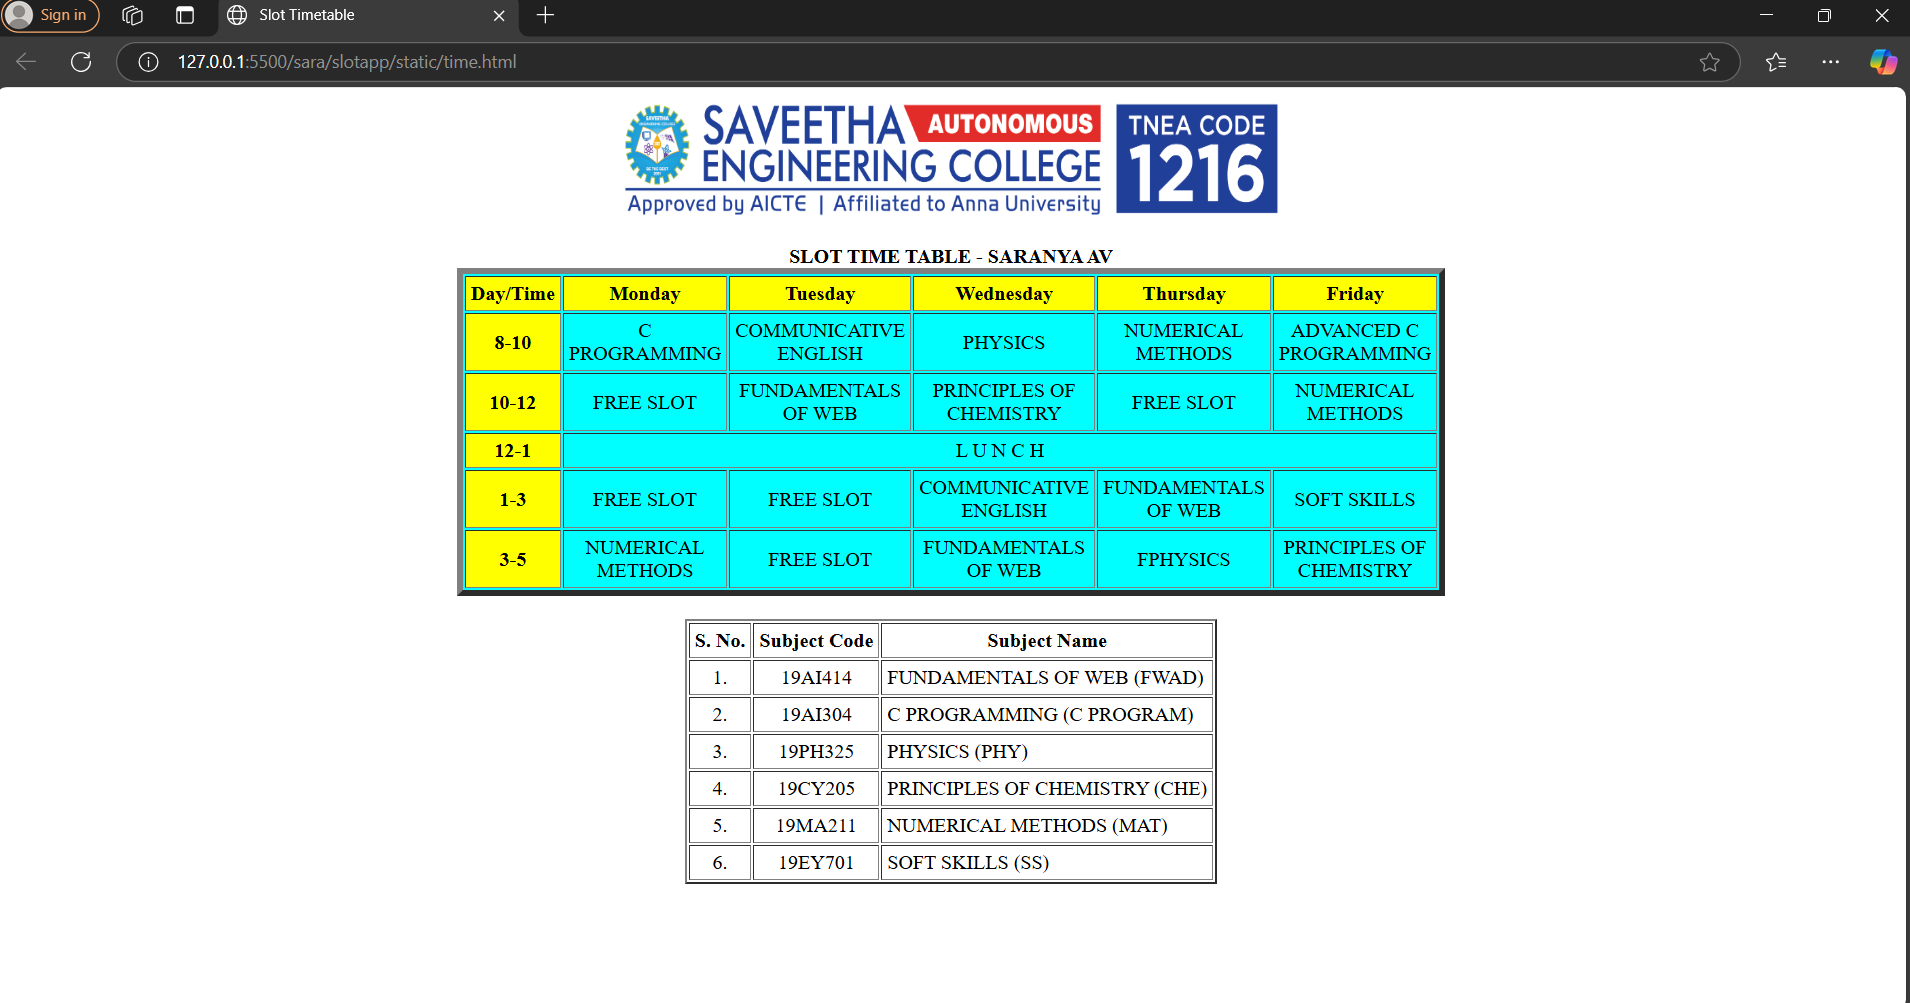 Sign in
Slot Timetable
127.0.0.1:5500/sara/slotapp/static/time.html
SAVEETHA
BE THE BEST
SAVEETHA AUTONOMOUS
ENGINEERING COLLEGE
Approved by AICTE | Affiliated to Anna University
TNEA CODE
1216
SLOT TIME TABLE - SARANYA AV
Day/Time Monday Tuesday Wednesday Thursday Friday
8-10 C PROGRAMMING COMMUNICATIVE ENGLISH PHYSICS NUMERICAL METHODS ADVANCED C PROGRAMMING
10-12 FREE SLOT FUNDAMENTALS OF WEB PRINCIPLES OF CHEMISTRY FREE SLOT NUMERICAL METHODS
12-1 L U N C H
1-3 FREE SLOT FREE SLOT COMMUNICATIVE ENGLISH FUNDAMENTALS OF WEB SOFT SKILLS
3-5 NUMERICAL METHODS FREE SLOT FUNDAMENTALS OF WEB FPHYSICS PRINCIPLES OF CHEMISTRY
S. No. Subject Code Subject Name
1. 19AI414 FUNDAMENTALS OF WEB (FWAD)
2. 19AI304 C PROGRAMMING (C PROGRAM)
3. 19PH325 PHYSICS (PHY)
4. 19CY205 PRINCIPLES OF CHEMISTRY (CHE)
5. 19MA211 NUMERICAL METHODS (MAT)
6. 19EY701 SOFT SKILLS (SS)